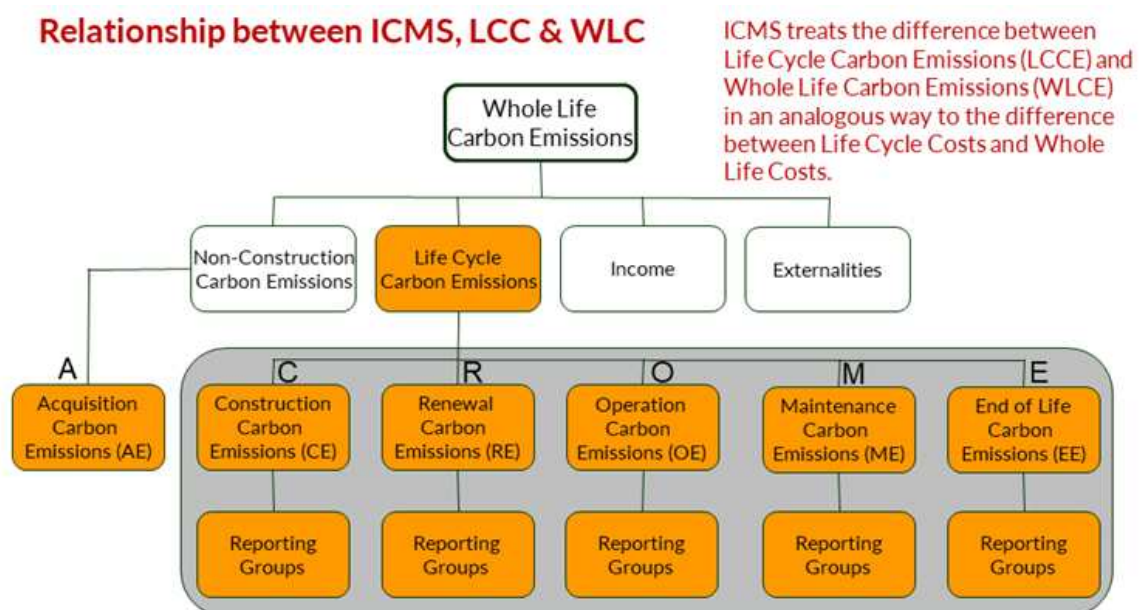 Relationship between ICMS, LCC & WLC
ICMS treats the difference between
Life Cycle Carbon Emissions (LCCE) and
Whole Life Carbon Emissions (WLCE)
in an analogous way to the difference
between Life Cycle Costs and Whole
Life Costs.
Whole Life
Carbon Emissions
Non-Construction
Carbon Emissions
Life Cycle
Carbon Emissions
Income
Externalities
A
C
R
O
M
E
Acquisition
Carbon
Emissions (AE)
Construction
Carbon
Emissions (CE)
Renewal
Carbon
Emissions (RE)
Operation
Carbon
Emissions (OE)
Maintenance
Carbon
Emissions (ME)
End of Life
Carbon
Emissions (EE)
Reporting
Groups
Reporting
Groups
Reporting
Groups
Reporting
Groups
Reporting
Groups